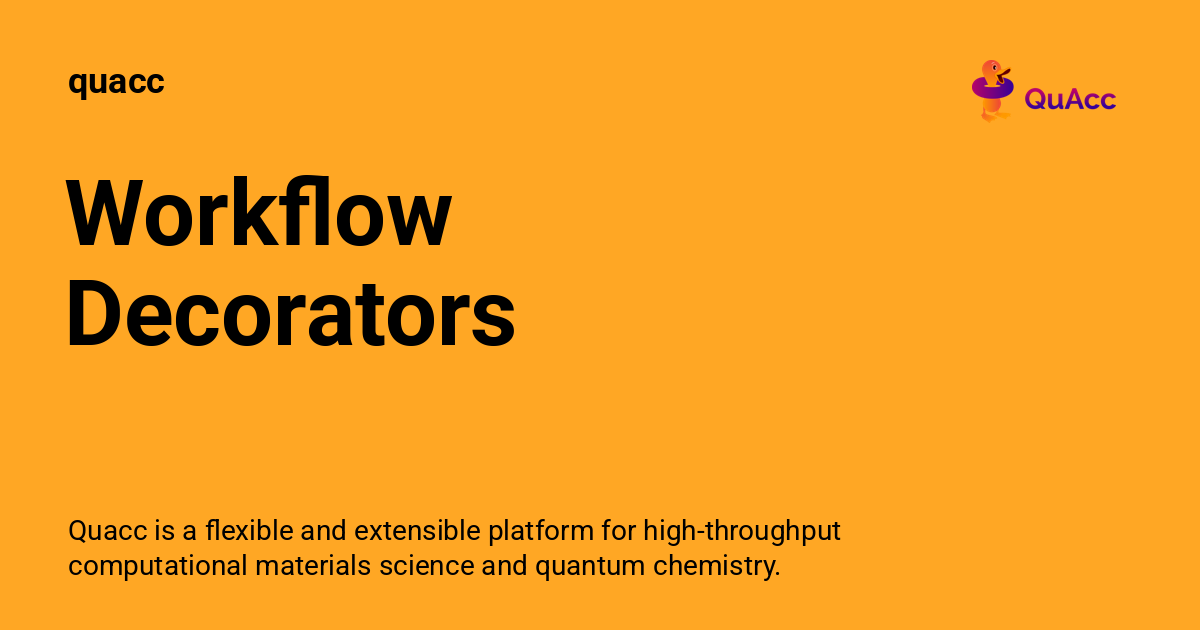 quacc
QuAcc
Workflow
Decorators
Quacc is a flexible and extensible platform for high-throughput
computational materials science and quantum chemistry.